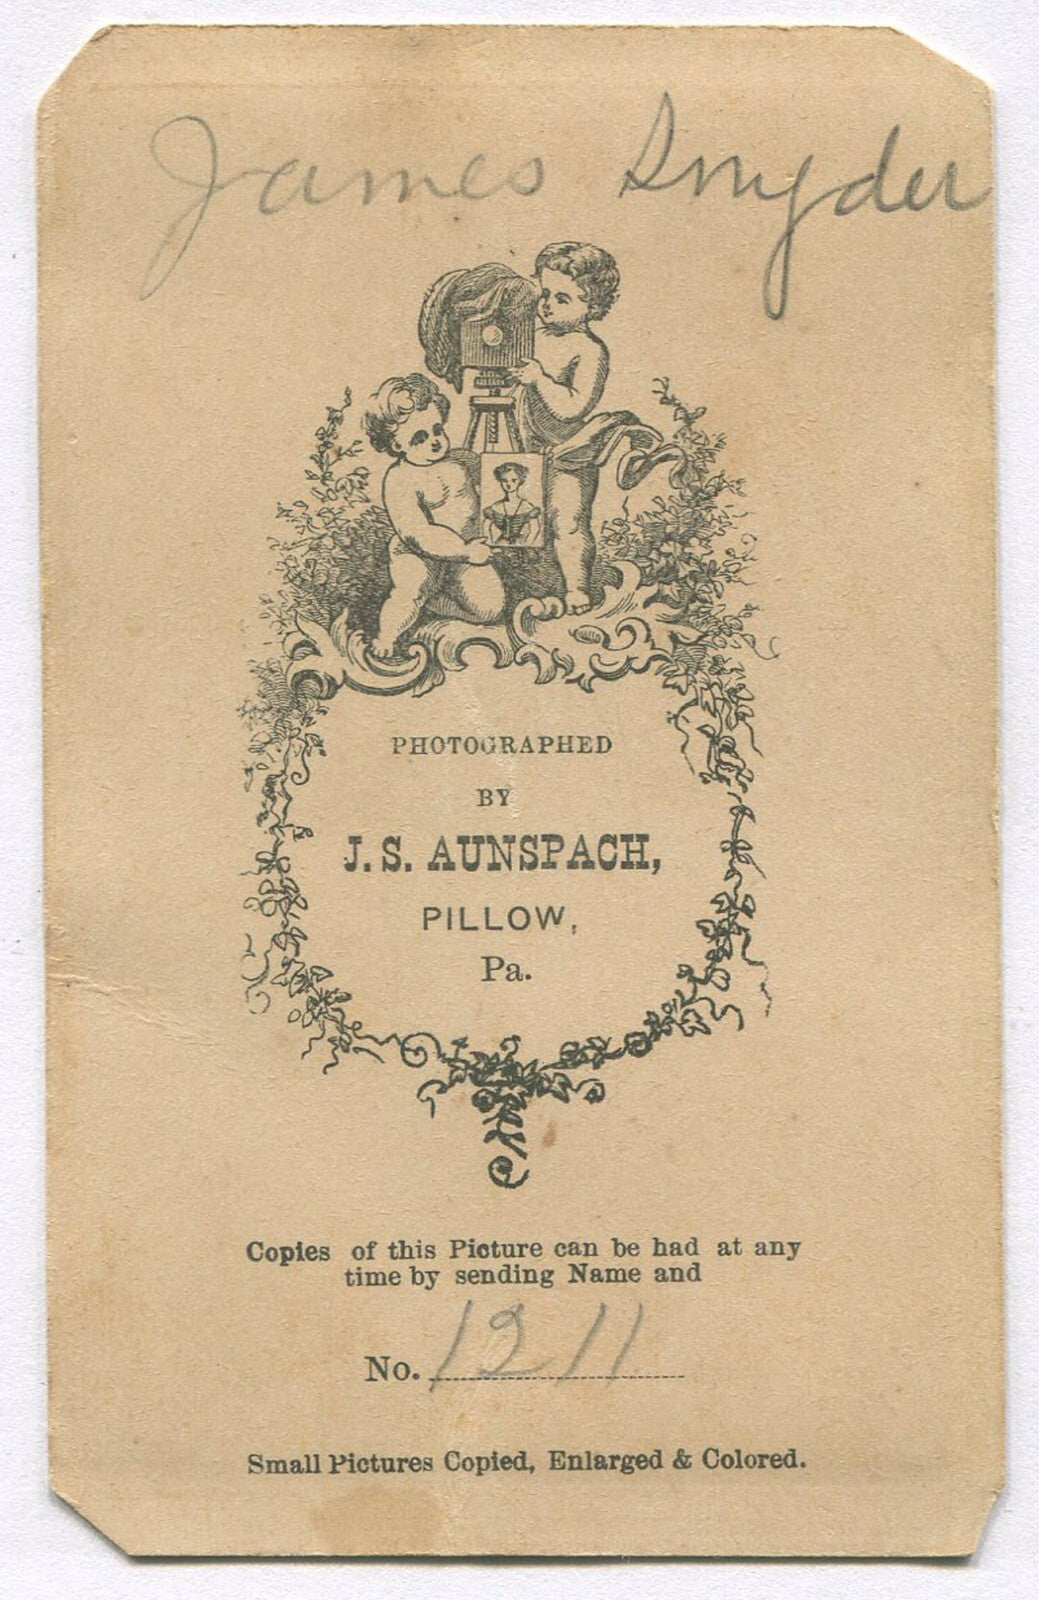 James Snyder
PHOTOGRAPHED
BY
J. S. AUNSPACH,
PILLOW,
Pa.
Copies of this Picture can be had at any
time by sending Name and
No. 1211
Small Pictures Copied, Enlarged & Colored.